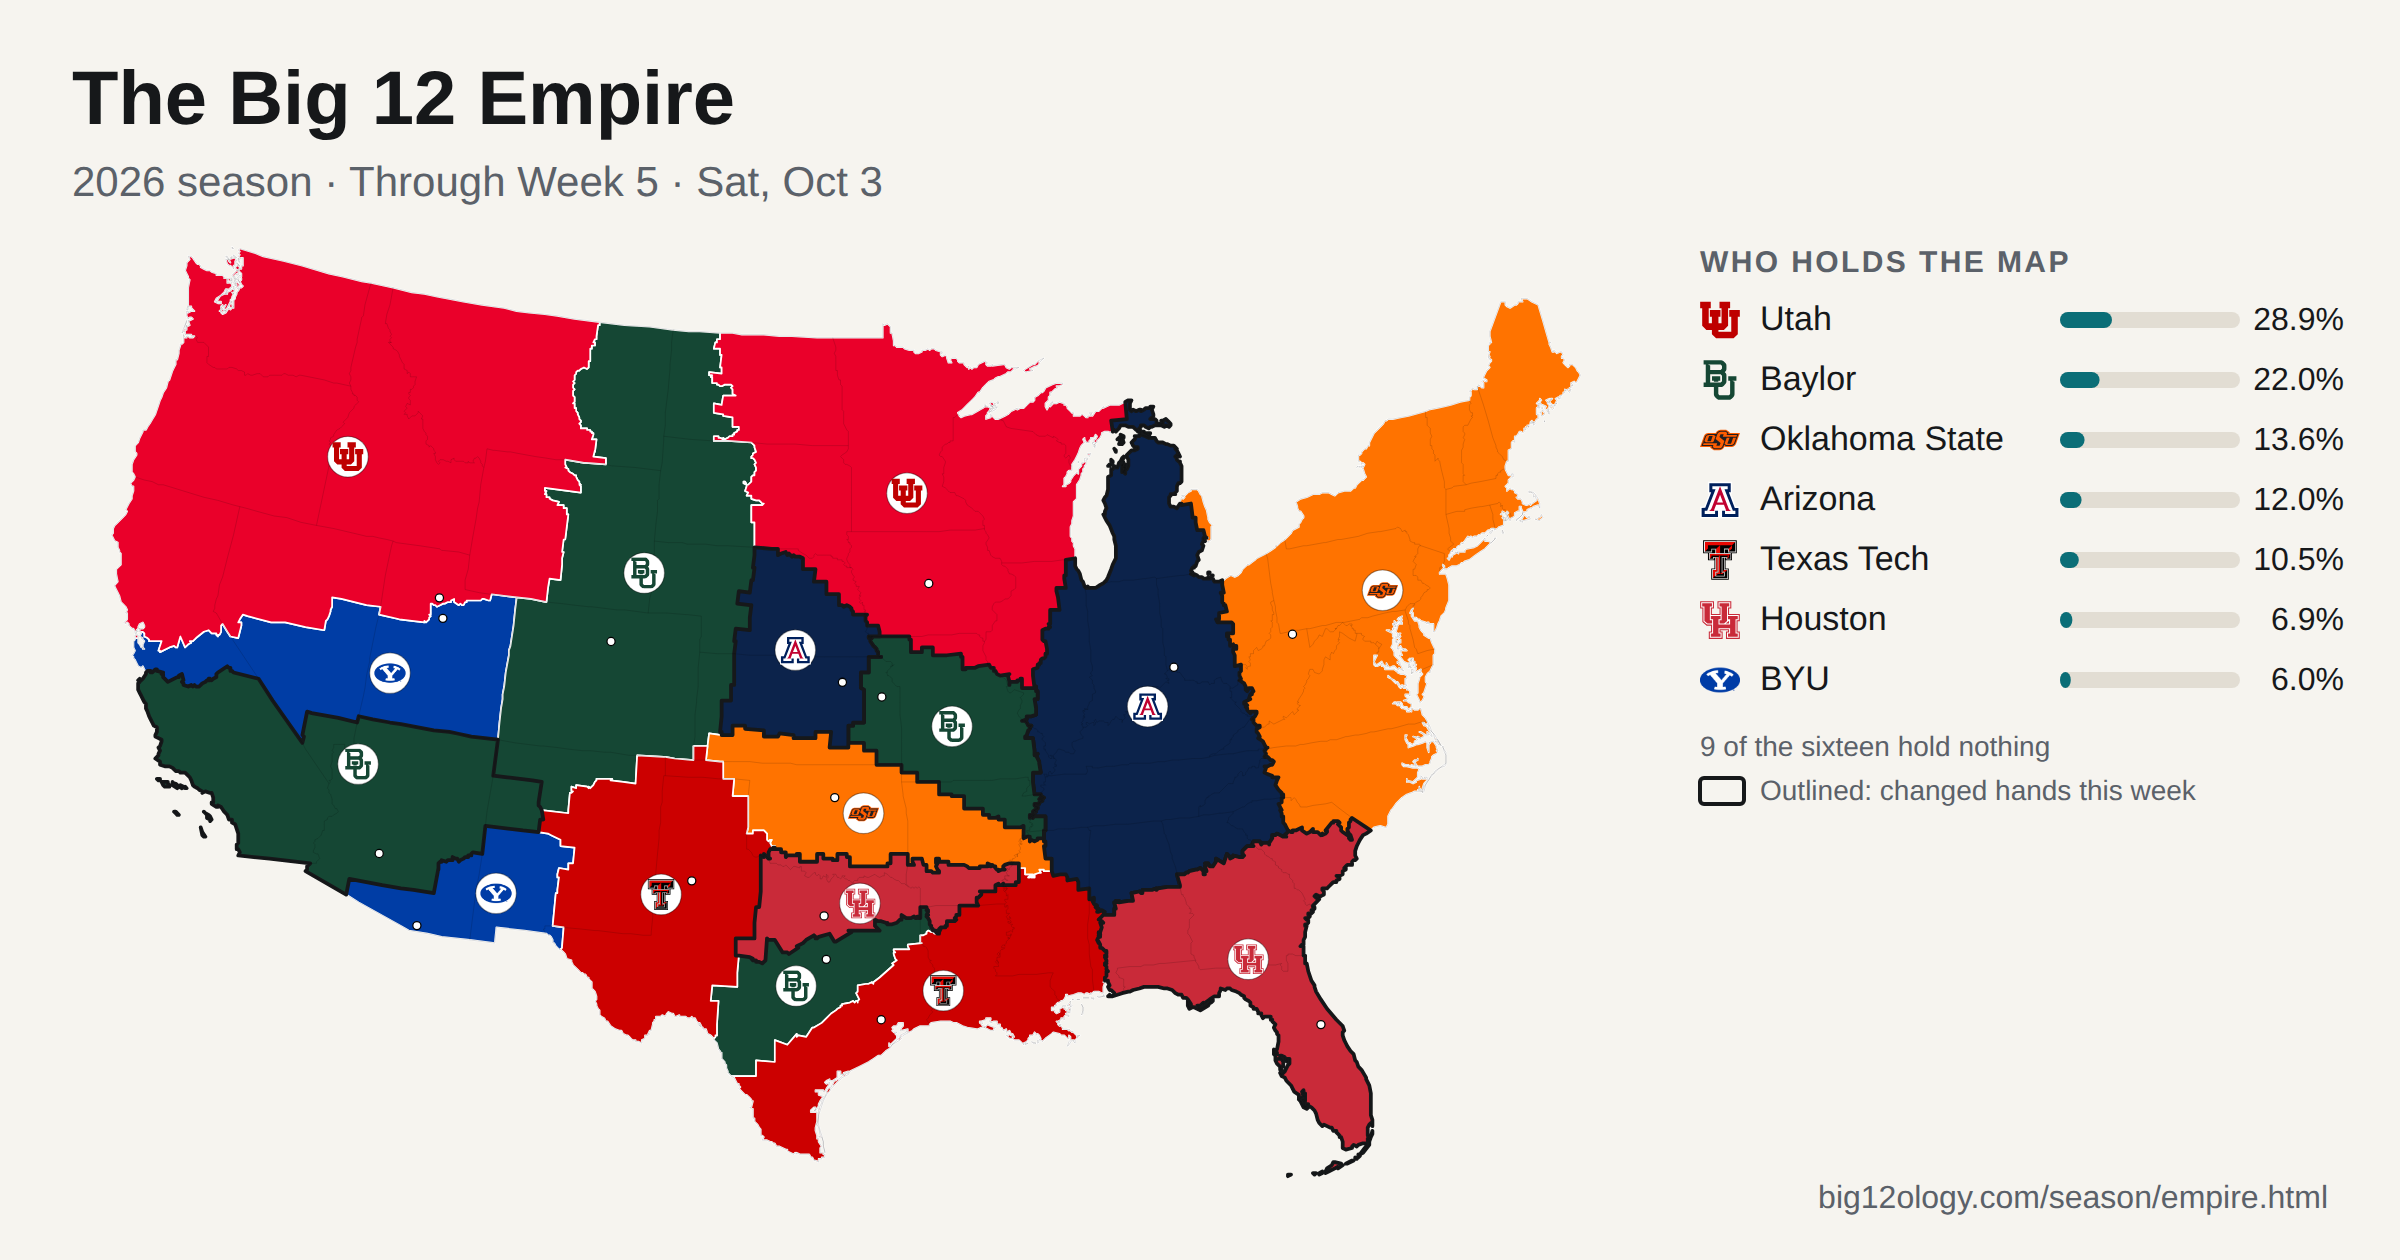 The Big 12 Empire
2026 season · Through Week 5 · Sat, Oct 3
WHO HOLDS THE MAP
Utah 28.9%
Baylor 22.0%
Oklahoma State 13.6%
Arizona 12.0%
Texas Tech 10.5%
Houston 6.9%
BYU 6.0%
9 of the sixteen hold nothing
Outlined: changed hands this week
big12ology.com/season/empire.html